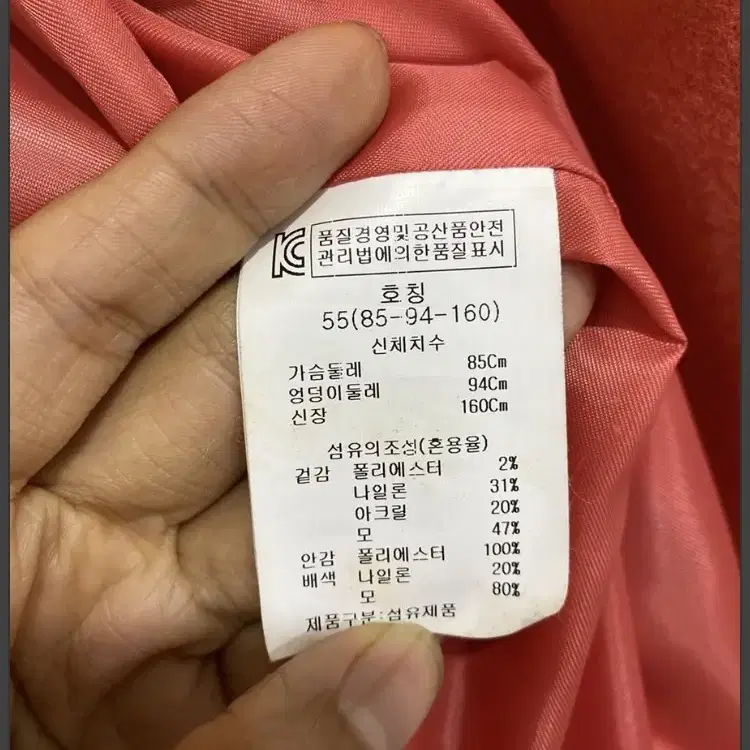 KC 품질경영및공산품안전
관리법에의한품질표시
호칭
55(85-94-160)
신체치수
가슴둘레 85Cm
엉덩이둘레 94Cm
신장 160Cm
섬유의조성(혼용율)
겉감 폴리에스터 2%
나일론 31%
아크릴 20%
모 47%
안감 폴리에스터 100%
배색 나일론 20%
모 80%
제품구분:섬유제품